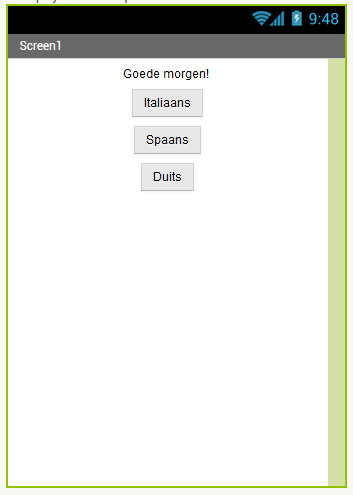 9:48
Screen1
Goede morgen!
Italiaans
Spaans
Duits